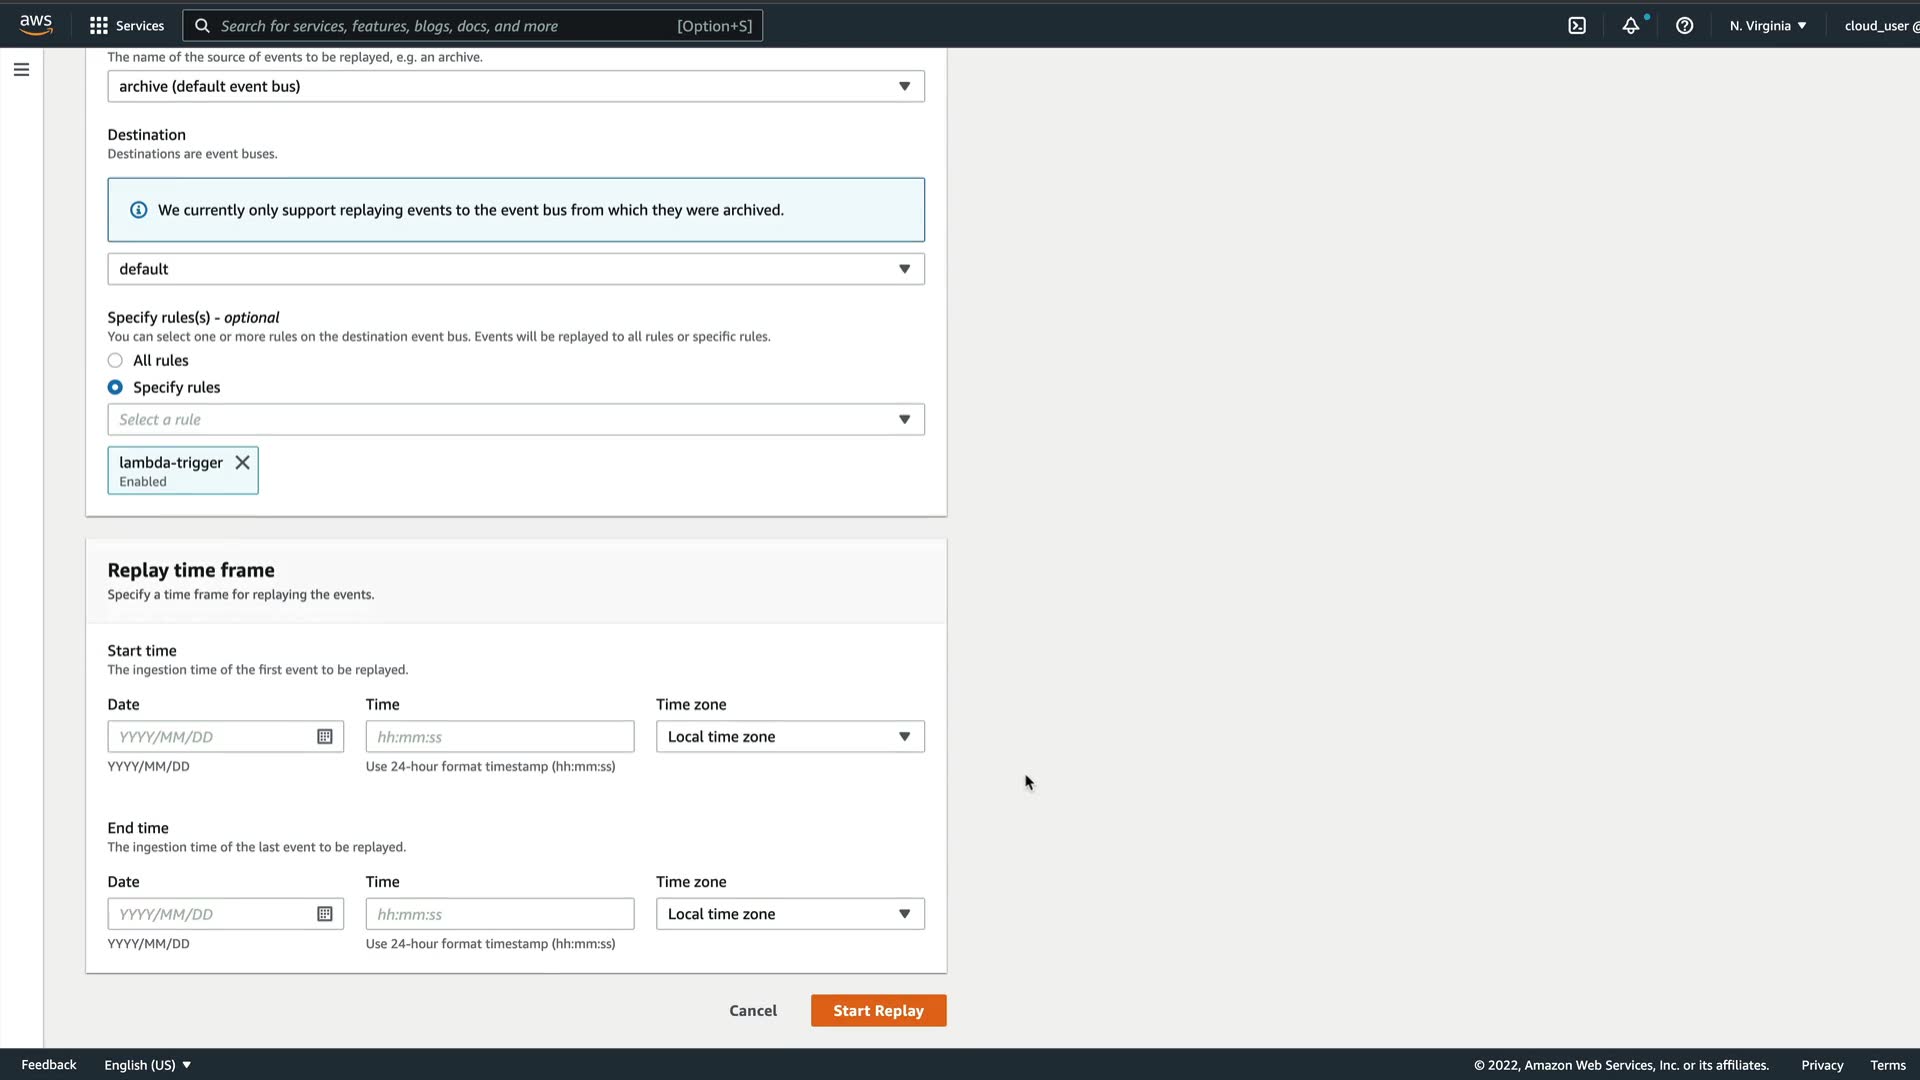 aws
Services
Search for services, features, blogs, docs, and more
[Option+S]
N. Virginia
cloud_user @
The name of the source of events to be replayed, e.g. an archive.
archive (default event bus)
Destination
Destinations are event buses.
We currently only support replaying events to the event bus from which they were archived.
default
Specify rules(s) - optional
You can select one or more rules on the destination event bus. Events will be replayed to all rules or specific rules.
All rules
Specify rules
Select a rule
lambda-trigger
Enabled
Replay time frame
Specify a time frame for replaying the events.
Start time
The ingestion time of the first event to be replayed.
Date Time Time zone
YYYY/MM/DD hh:mm:ss Local time zone
YYYY/MM/DD Use 24-hour format timestamp (hh:mm:ss)
End time
The ingestion time of the last event to be replayed.
Date Time Time zone
YYYY/MM/DD hh:mm:ss Local time zone
YYYY/MM/DD Use 24-hour format timestamp (hh:mm:ss)
Cancel Start Replay
Feedback English (US) © 2022, Amazon Web Services, Inc. or its affiliates. Privacy Terms